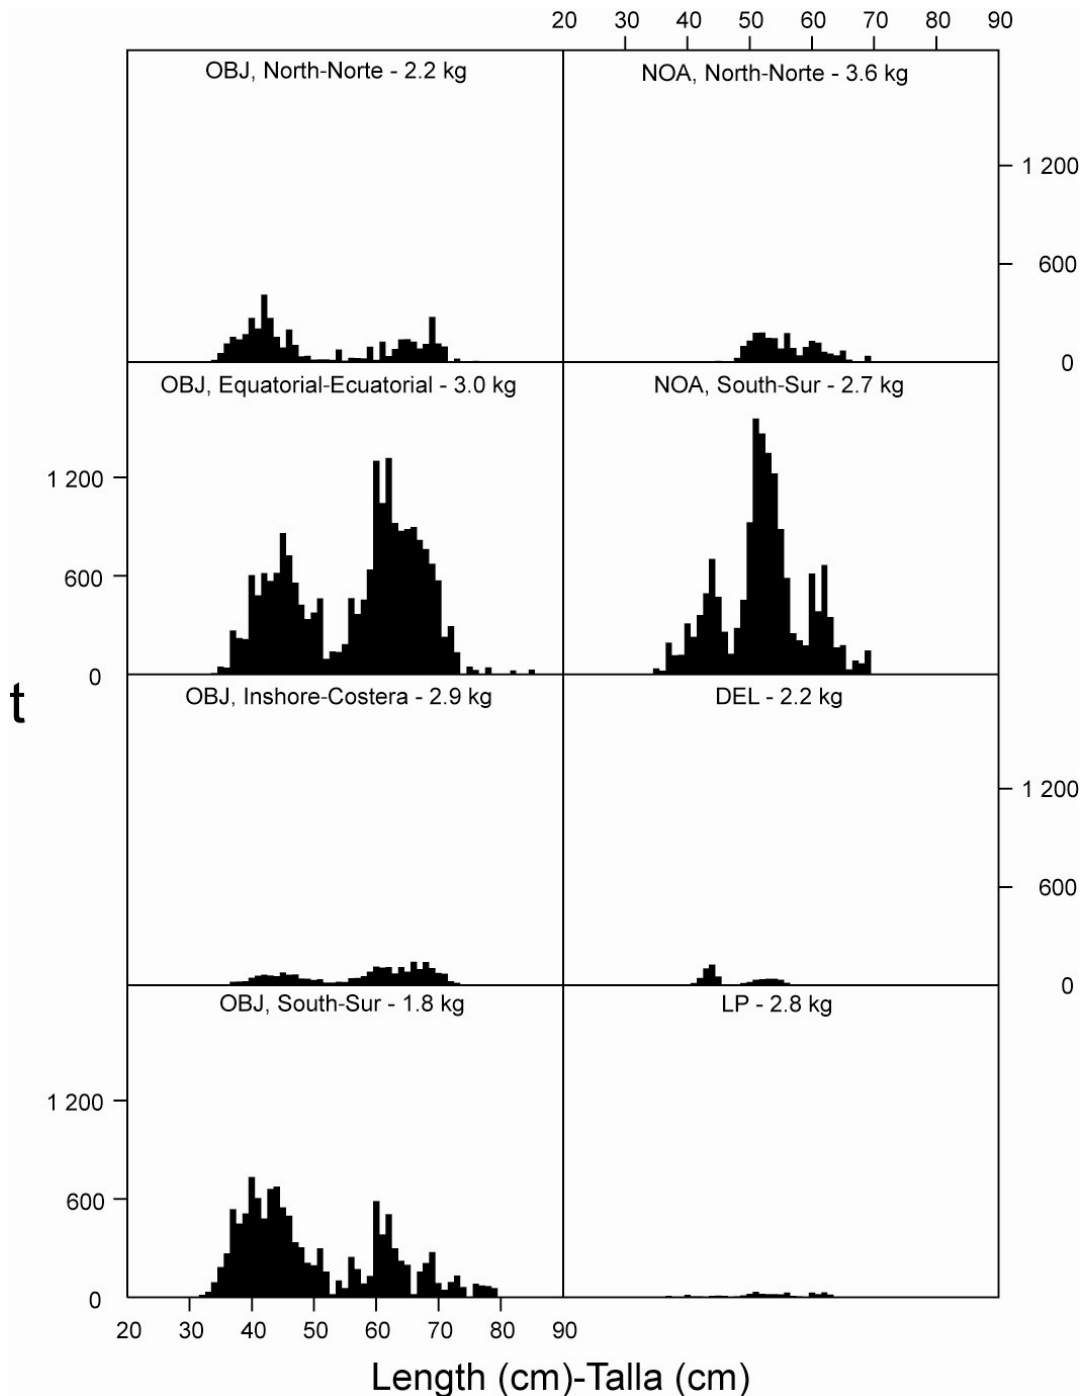 20 30 40 50 60 70 80 90
OBJ, North-Norte - 2.2 kg
NOA, North-Norte - 3.6 kg
1 200
600
0
OBJ, Equatorial-Ecuatorial - 3.0 kg
NOA, South-Sur - 2.7 kg
1 200
600
0
t
OBJ, Inshore-Costera - 2.9 kg
DEL - 2.2 kg
1 200
600
0
OBJ, South-Sur - 1.8 kg
LP - 2.8 kg
1 200
600
0
20 30 40 50 60 70 80 90
Length (cm)-Talla (cm)